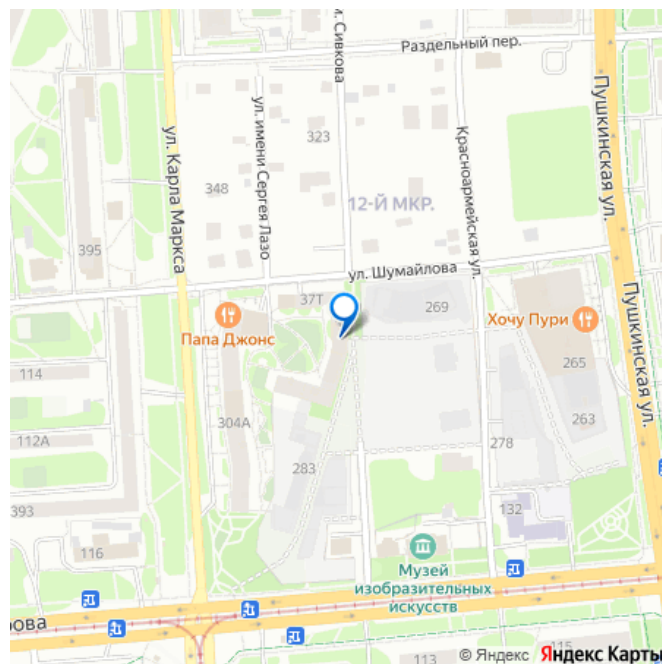 м. Сивкова
Раздельный пер.
Пушкинская ул.
ул. Карла Маркса
ул. имени Сергея Лазо
323
Красноармейская ул.
348
12-Й МКР.
395
ул. Шумайлова
37Т
269
Хочу Пури
Пушкинская ул.
Папа Джонс
265
114
304А
263
112А
278
283
393
132
116
Музей
изобразительных
искусств
рова
113
115
© Яндекс Яндекс Карты